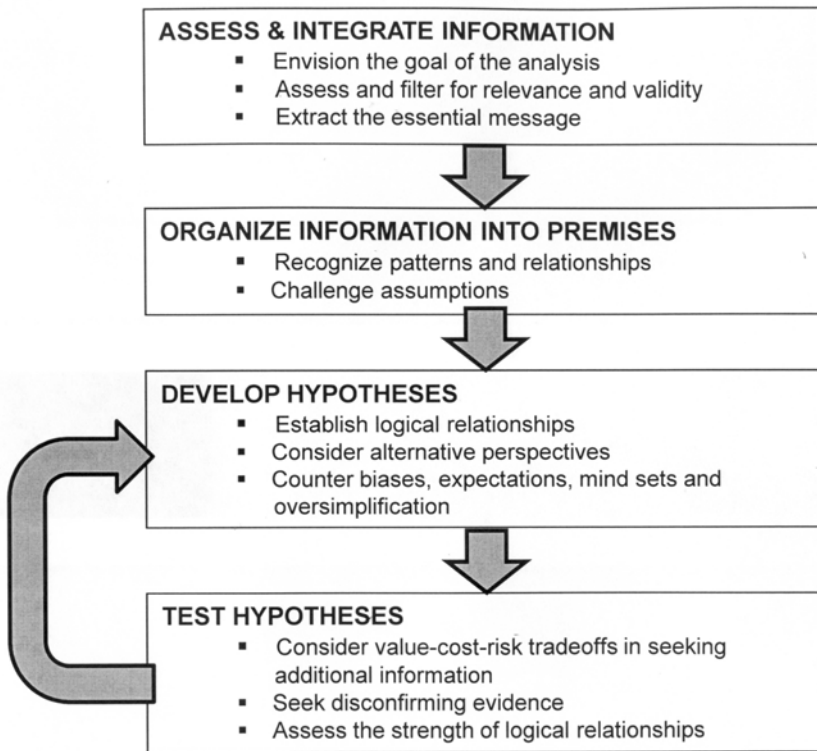 ASSESS & INTEGRATE INFORMATION
▪ Envision the goal of the analysis
▪ Assess and filter for relevance and validity
▪ Extract the essential message
ORGANIZE INFORMATION INTO PREMISES
▪ Recognize patterns and relationships
▪ Challenge assumptions
DEVELOP HYPOTHESES
▪ Establish logical relationships
▪ Consider alternative perspectives
▪ Counter biases, expectations, mind sets and
oversimplification
TEST HYPOTHESES
▪ Consider value-cost-risk tradeoffs in seeking
additional information
▪ Seek disconfirming evidence
▪ Assess the strength of logical relationships